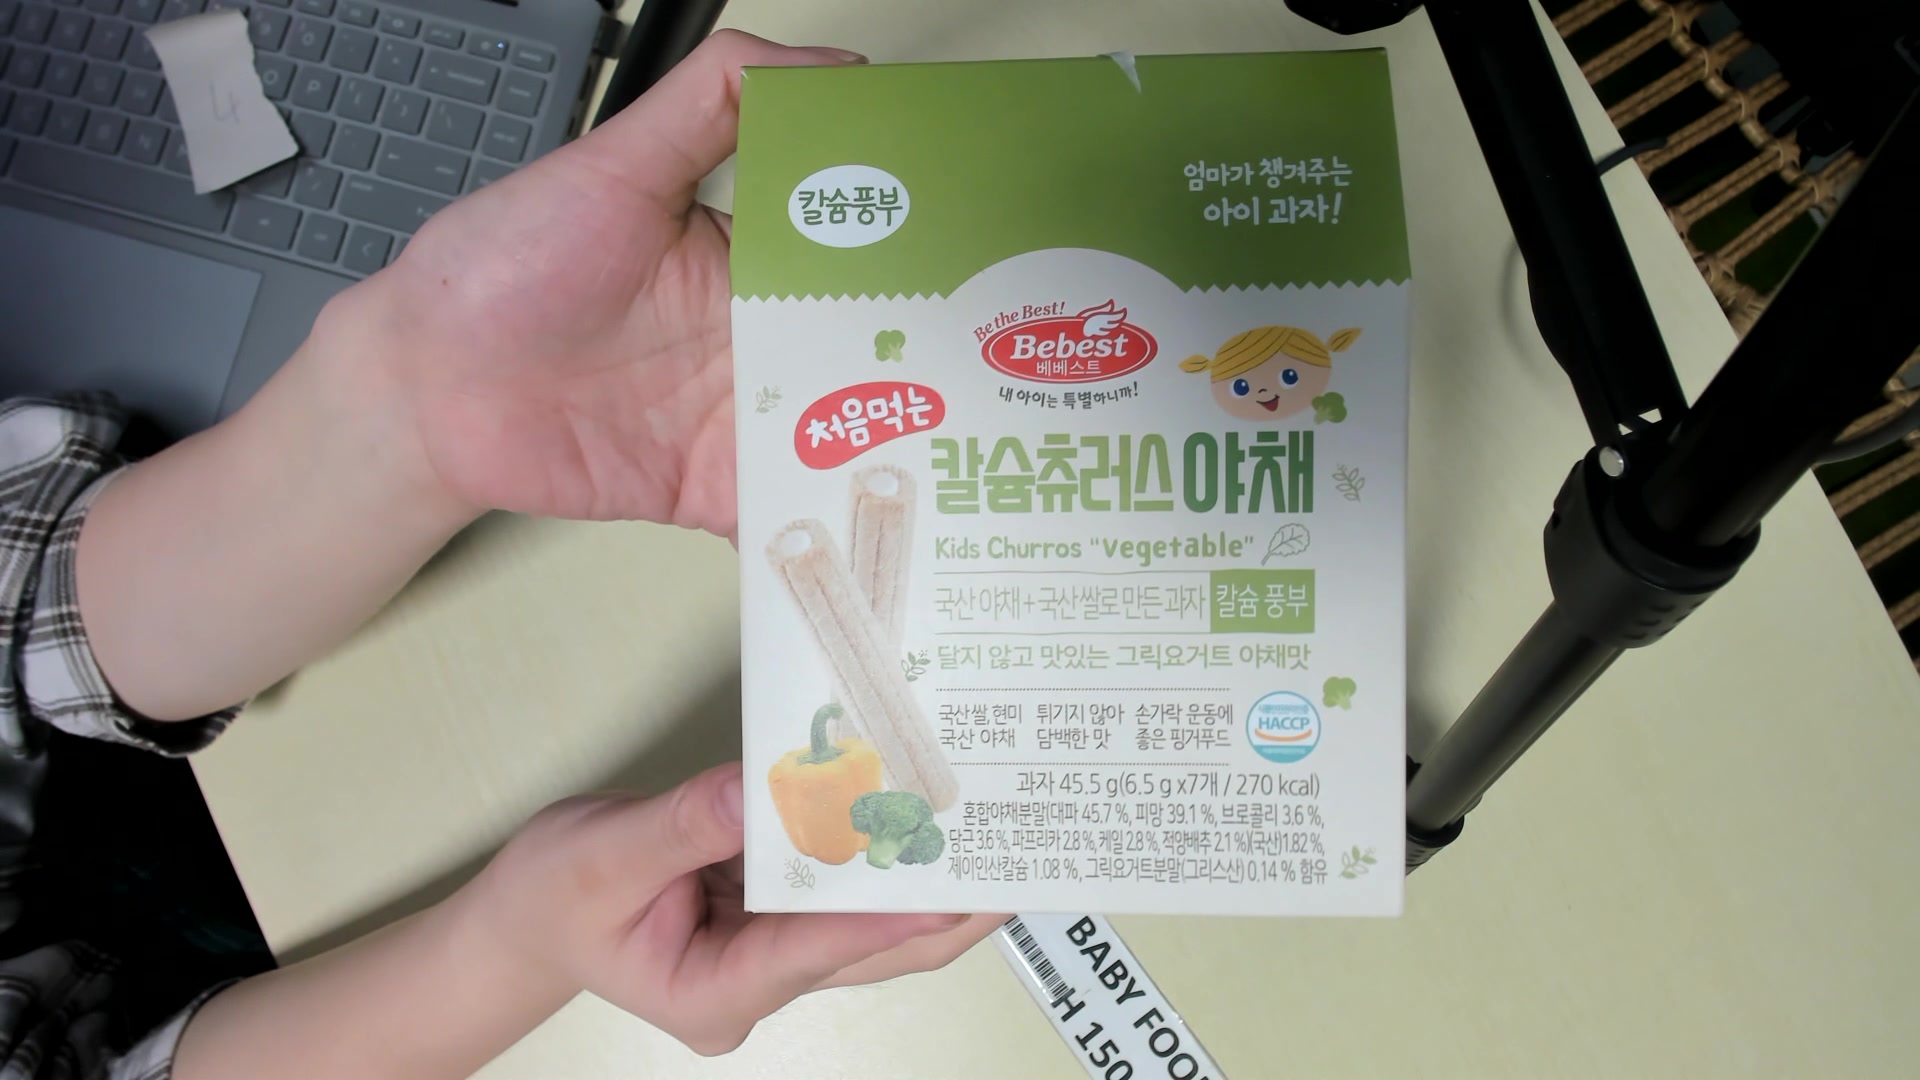 4
칼슘풍부
엄마가 챙겨주는
아이 과자!
Be the Best!
Bebest
베베스트
내 아이는 특별하니까!
처음먹는
칼슘츄러스 야채
Kids Churros "vegetable"
국산 야채+국산 쌀로 만든 과자 칼슘 풍부
달지 않고 맛있는 그릭요거트 야채맛
국산 쌀, 현미 튀기지 않아 손가락 운동에
국산 야채 담백한 맛 좋은 핑거푸드
HACCP
과자 45.5 g(6.5 g x7개 / 270 kcal)
혼합야채분말(대파 45.7 %, 피망 39.1 %, 브로콜리 3.6 %,
당근 3.6 %, 파프리카 2.8 %, 케일 2.8 %, 적양배추 2.1 %)(국산)1.82 %,
제이인산칼슘 1.08 %, 그릭요거트분말(그리스산) 0.14 % 함유
BABY FOO
H 150